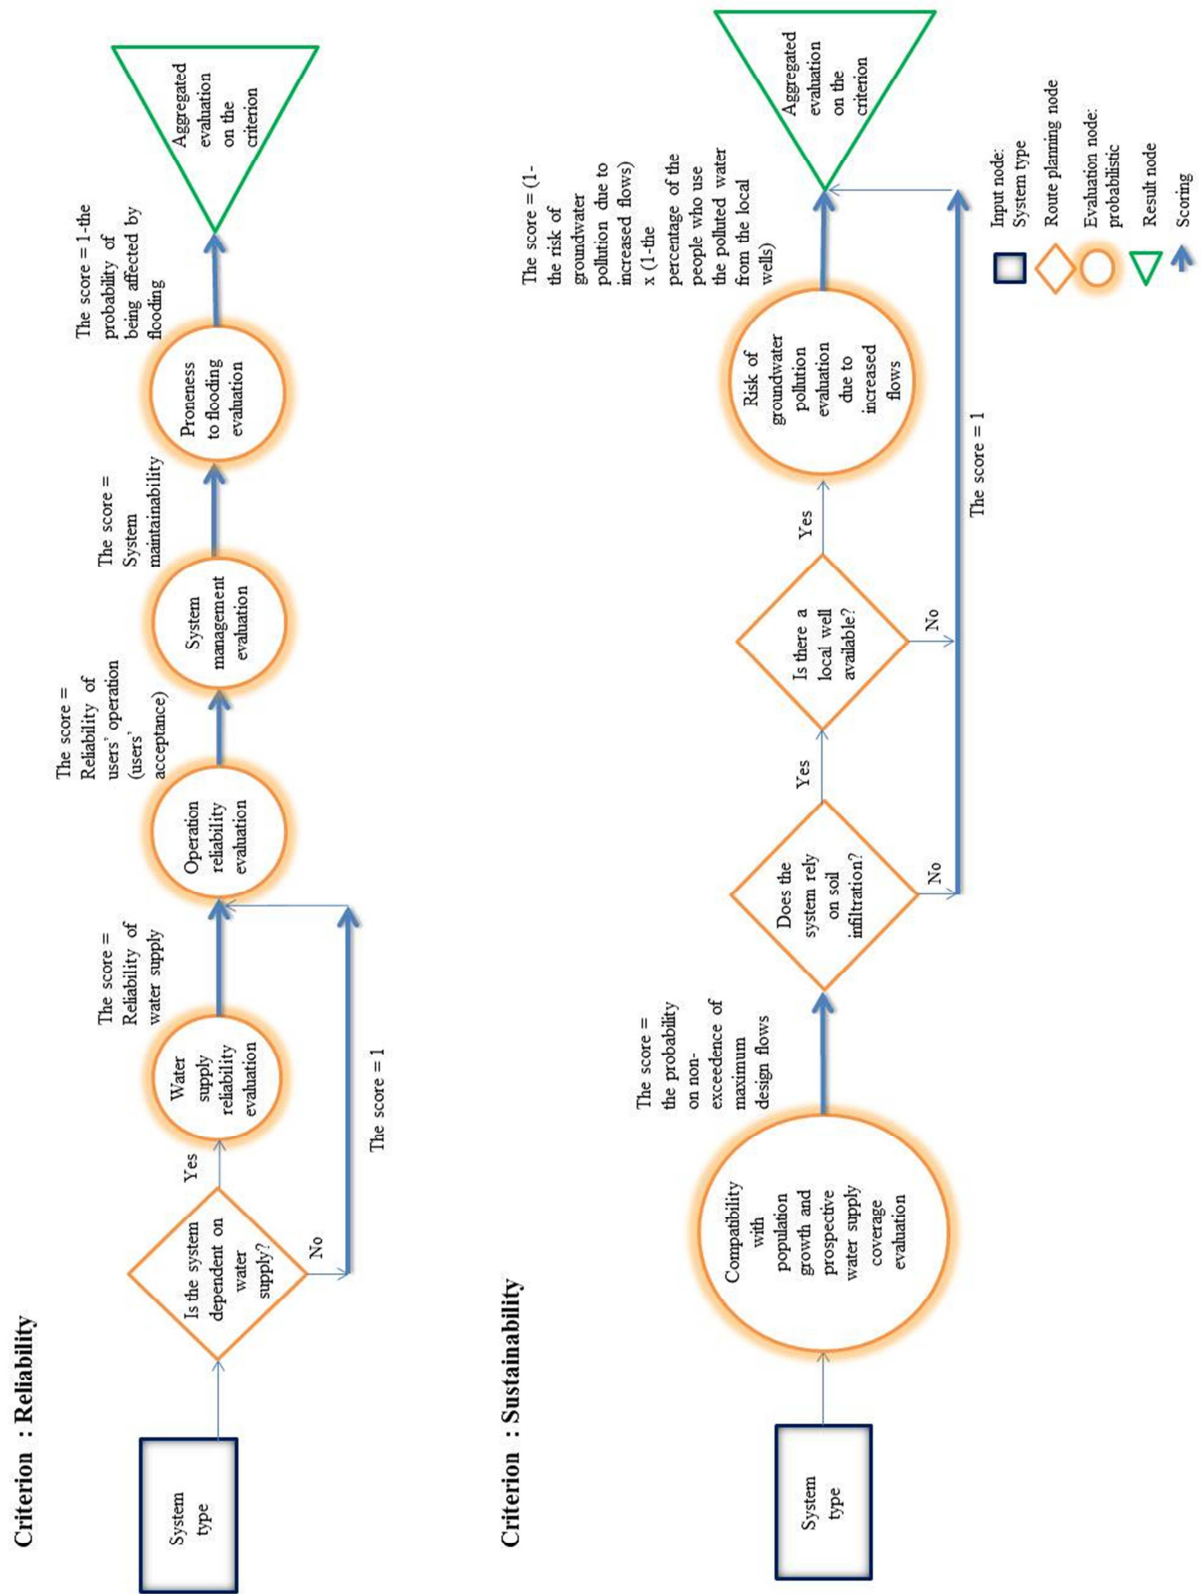 Criterion : Reliability
System
type
Is the system
dependent on
water
supply?
Yes
No
The score = 1
Water
supply
reliability
evaluation
The score =
Reliability of
water supply
Operation
reliability
evaluation
The score =
Reliability of
users' operation
(users'
acceptance)
System
management
evaluation
The score =
System
maintainability
Proneness
to flooding
evaluation
The score = 1-the
probability of
being affected by
flooding
Aggregated
evaluation
on the
criterion
Criterion : Sustainability
System
type
Compatibility
with
population
growth and
prospective
water supply
coverage
evaluation
The score =
the probability
on non-
exceedence of
maximum
design flows
Does the
system rely
on soil
infiltration?
Yes
No
Is there a
local well
available?
Yes
No
The score = 1
Risk of
groundwater
pollution
evaluation
due to
increased
flows
The score = (1-
the risk of
groundwater
pollution due to
increased flows)
x (1-the
percentage of the
people who use
the polluted water
from the local
wells)
Aggregated
evaluation
on the
criterion
Input node:
System type
Route planning node
Evaluation node:
probabilistic
Result node
Scoring